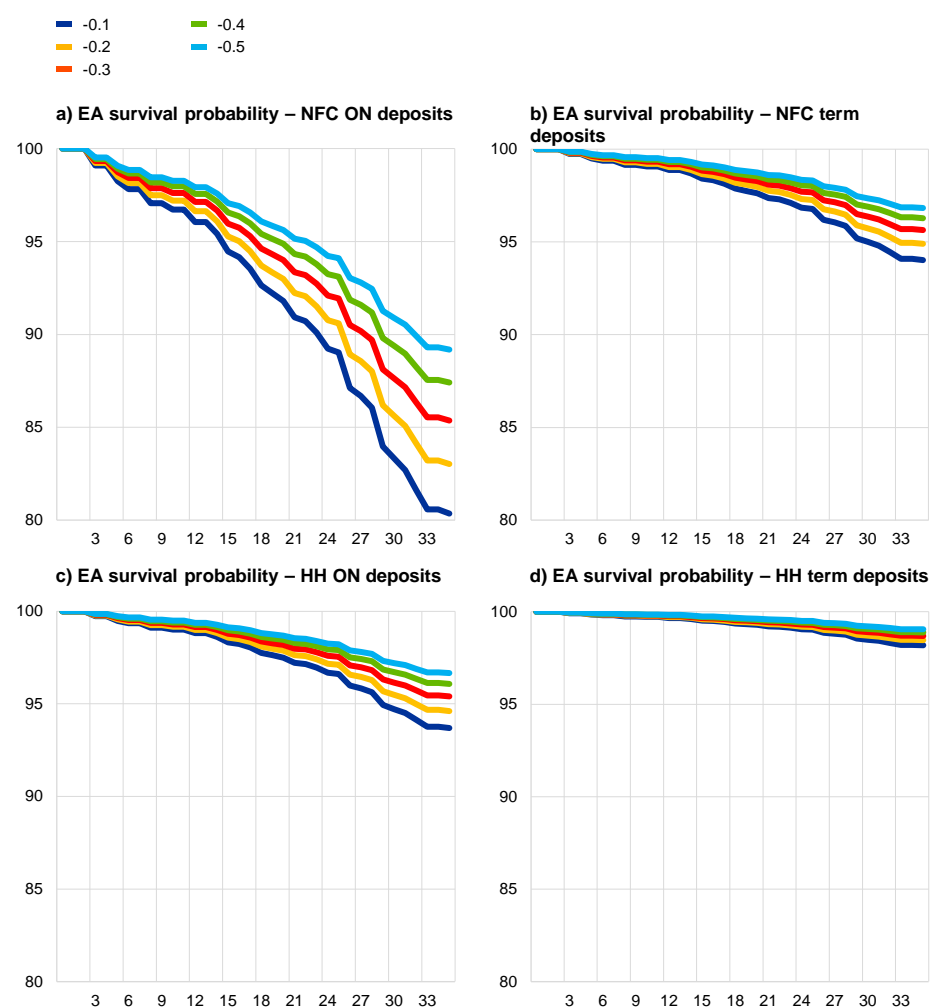 -0.1
-0.4
-0.2
-0.5
-0.3
a) EA survival probability – NFC ON deposits
100
95
90
85
80
3 6 9 12 15 18 21 24 27 30 33
b) EA survival probability – NFC term
deposits
100
95
90
85
80
3 6 9 12 15 18 21 24 27 30 33
c) EA survival probability – HH ON deposits
100
95
90
85
80
3 6 9 12 15 18 21 24 27 30 33
d) EA survival probability – HH term deposits
100
95
90
85
80
3 6 9 12 15 18 21 24 27 30 33